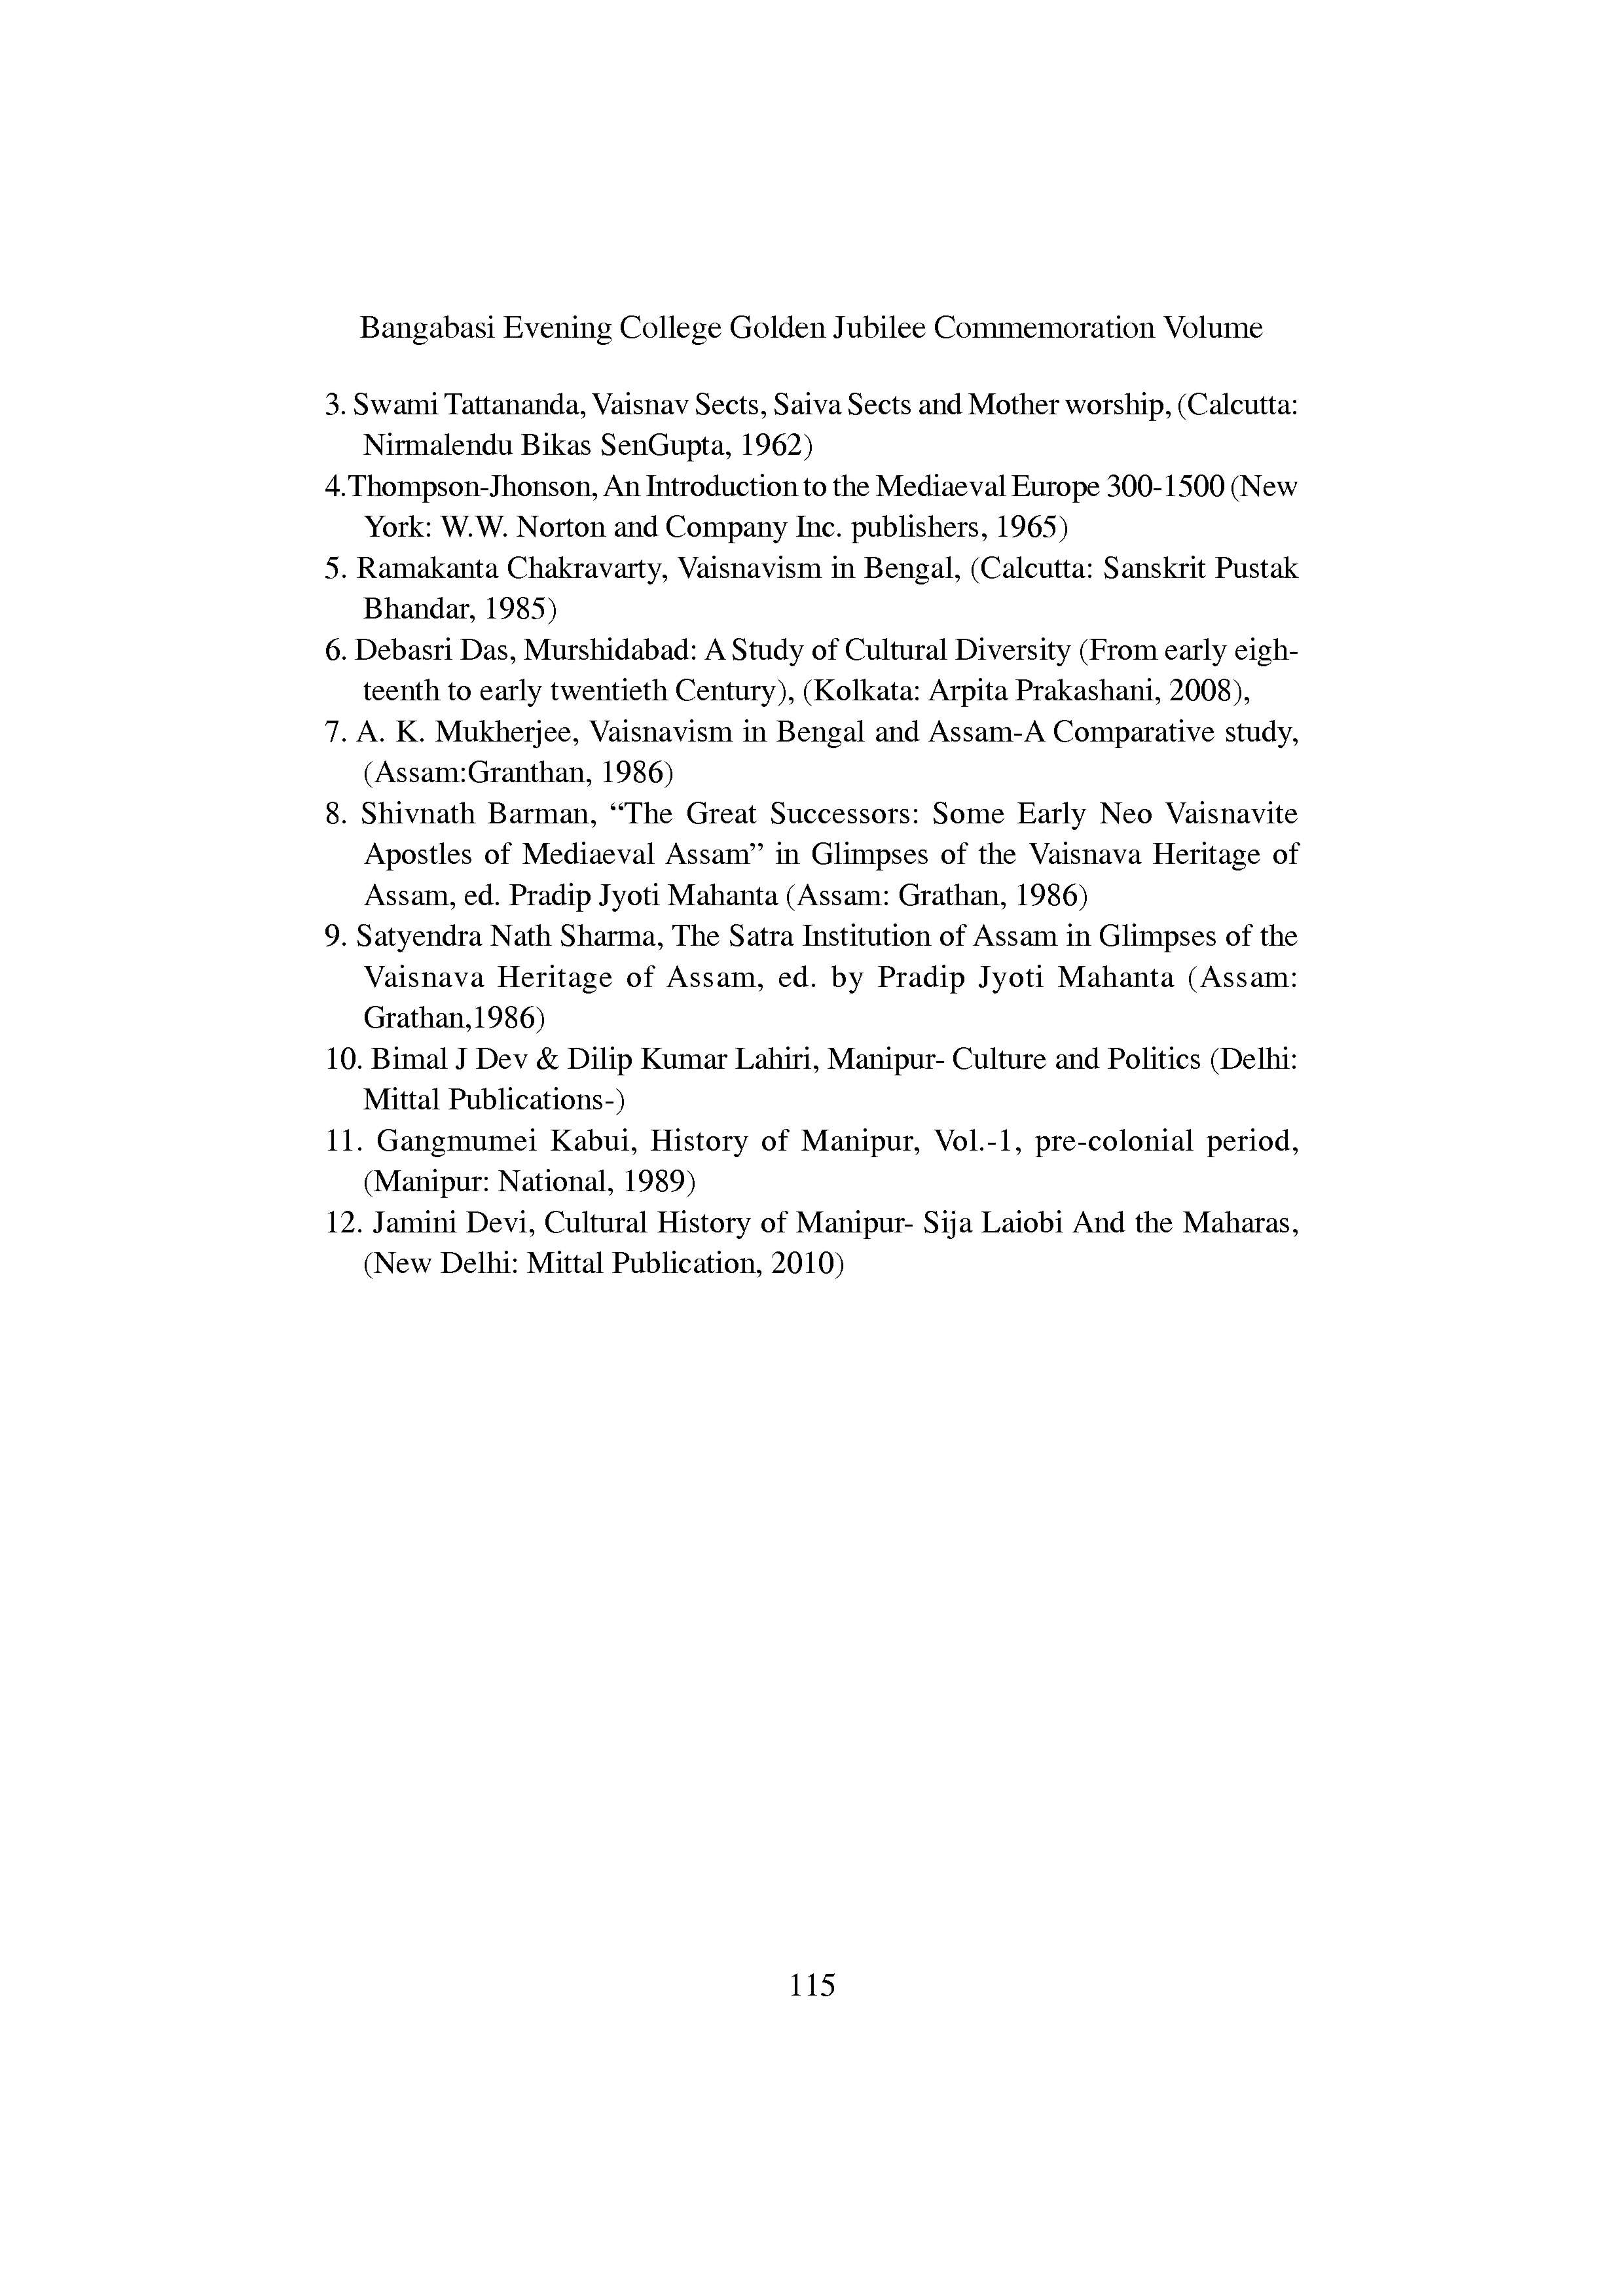 Bangabasi Evening College Golden Jubilee Commemoration Volume
3. Swami Tattananda, Vaisnav Sects, Saiva Sects and Mother worship, (Calcutta:
Nirmalendu Bikas SenGupta, 1962)
4.Thompson-Jhonson, An Introduction to the Mediaeval Europe 300-1500 (New
York: W.W. Norton and Company Inc. publishers, 1965)
5. Ramakanta Chakravarty, Vaisnavism in Bengal, (Calcutta: Sanskrit Pustak
Bhandar, 1985)
6. Debasri Das, Murshidabad: A Study of Cultural Diversity (From early eigh-
teenth to early twentieth Century), (Kolkata: Arpita Prakashani, 2008),
7. A. K. Mukherjee, Vaisnavism in Bengal and Assam-A Comparative study,
(Assam:Granthan, 1986)
8. Shivnath Barman, “The Great Successors: Some Early Neo Vaisnavite
Apostles of Mediaeval Assam” in Glimpses of the Vaisnava Heritage of
Assam, ed. Pradip Jyoti Mahanta (Assam: Grathan, 1986)
9. Satyendra Nath Sharma, The Satra Institution of Assam in Glimpses of the
Vaisnava Heritage of Assam, ed. by Pradip Jyoti Mahanta (Assam:
Grathan,1986)
10. Bimal J Dev & Dilip Kumar Lahiri, Manipur- Culture and Politics (Delhi:
Mittal Publications-)
11. Gangmumei Kabui, History of Manipur, Vol.-1, pre-colonial period,
(Manipur: National, 1989)
12. Jamini Devi, Cultural History of Manipur- Sija Laiobi And the Maharas,
(New Delhi: Mittal Publication, 2010)
115